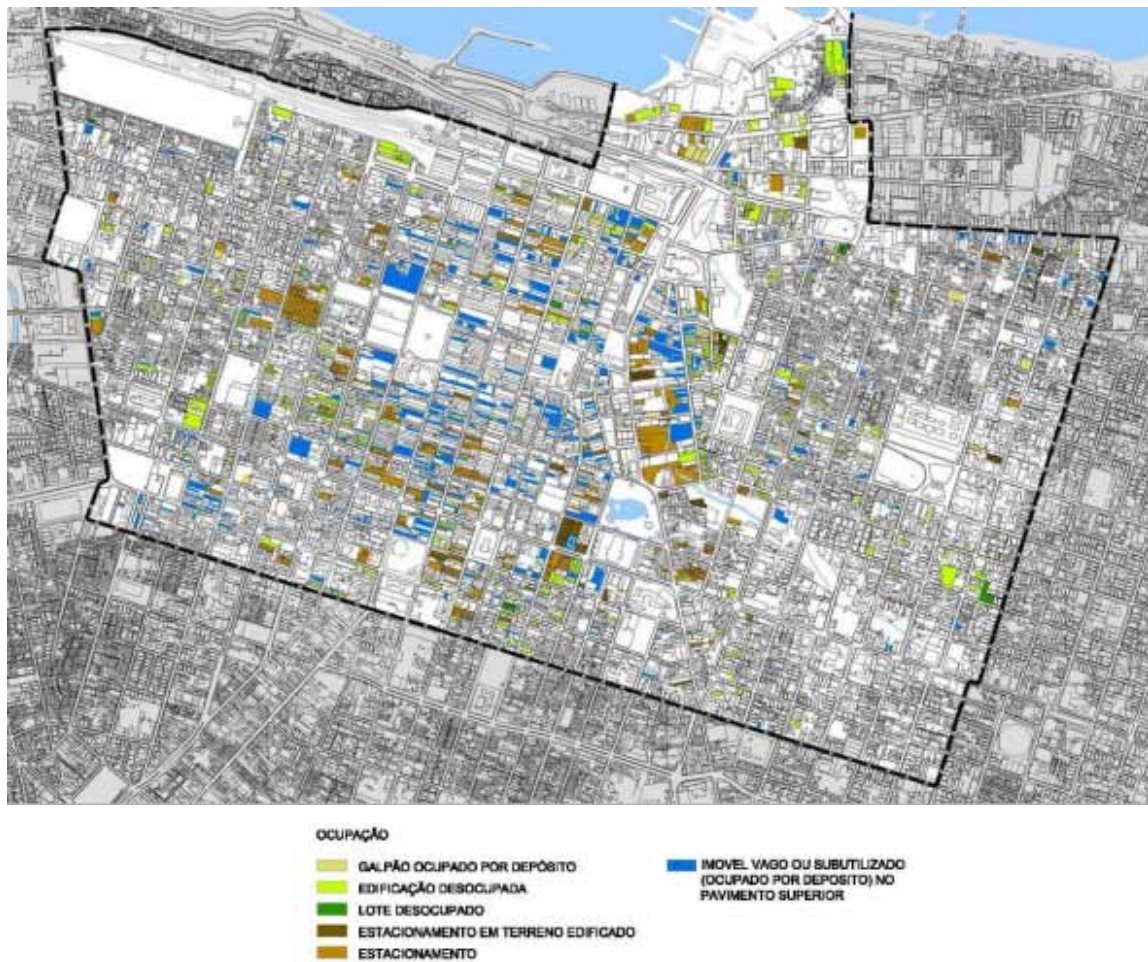 OCUPAÇÃO
GALPÃO OCUPADO POR DEPÓSITO
EDIFICAÇÃO DESOCUPADA
LOTE DESOCUPADO
ESTACIONAMENTO EM TERRENO EDIFICADO
ESTACIONAMENTO
IMOVEL VAGO OU SUBUTILIZADO
(OCUPADO POR DEPOSITO) NO
PAVIMENTO SUPERIOR